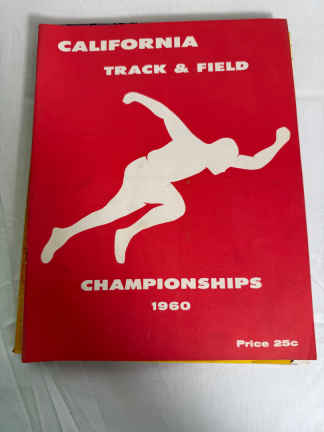 CALIFORNIA
TRACK & FIELD
CHAMPIONSHIPS
1960
Price 25c